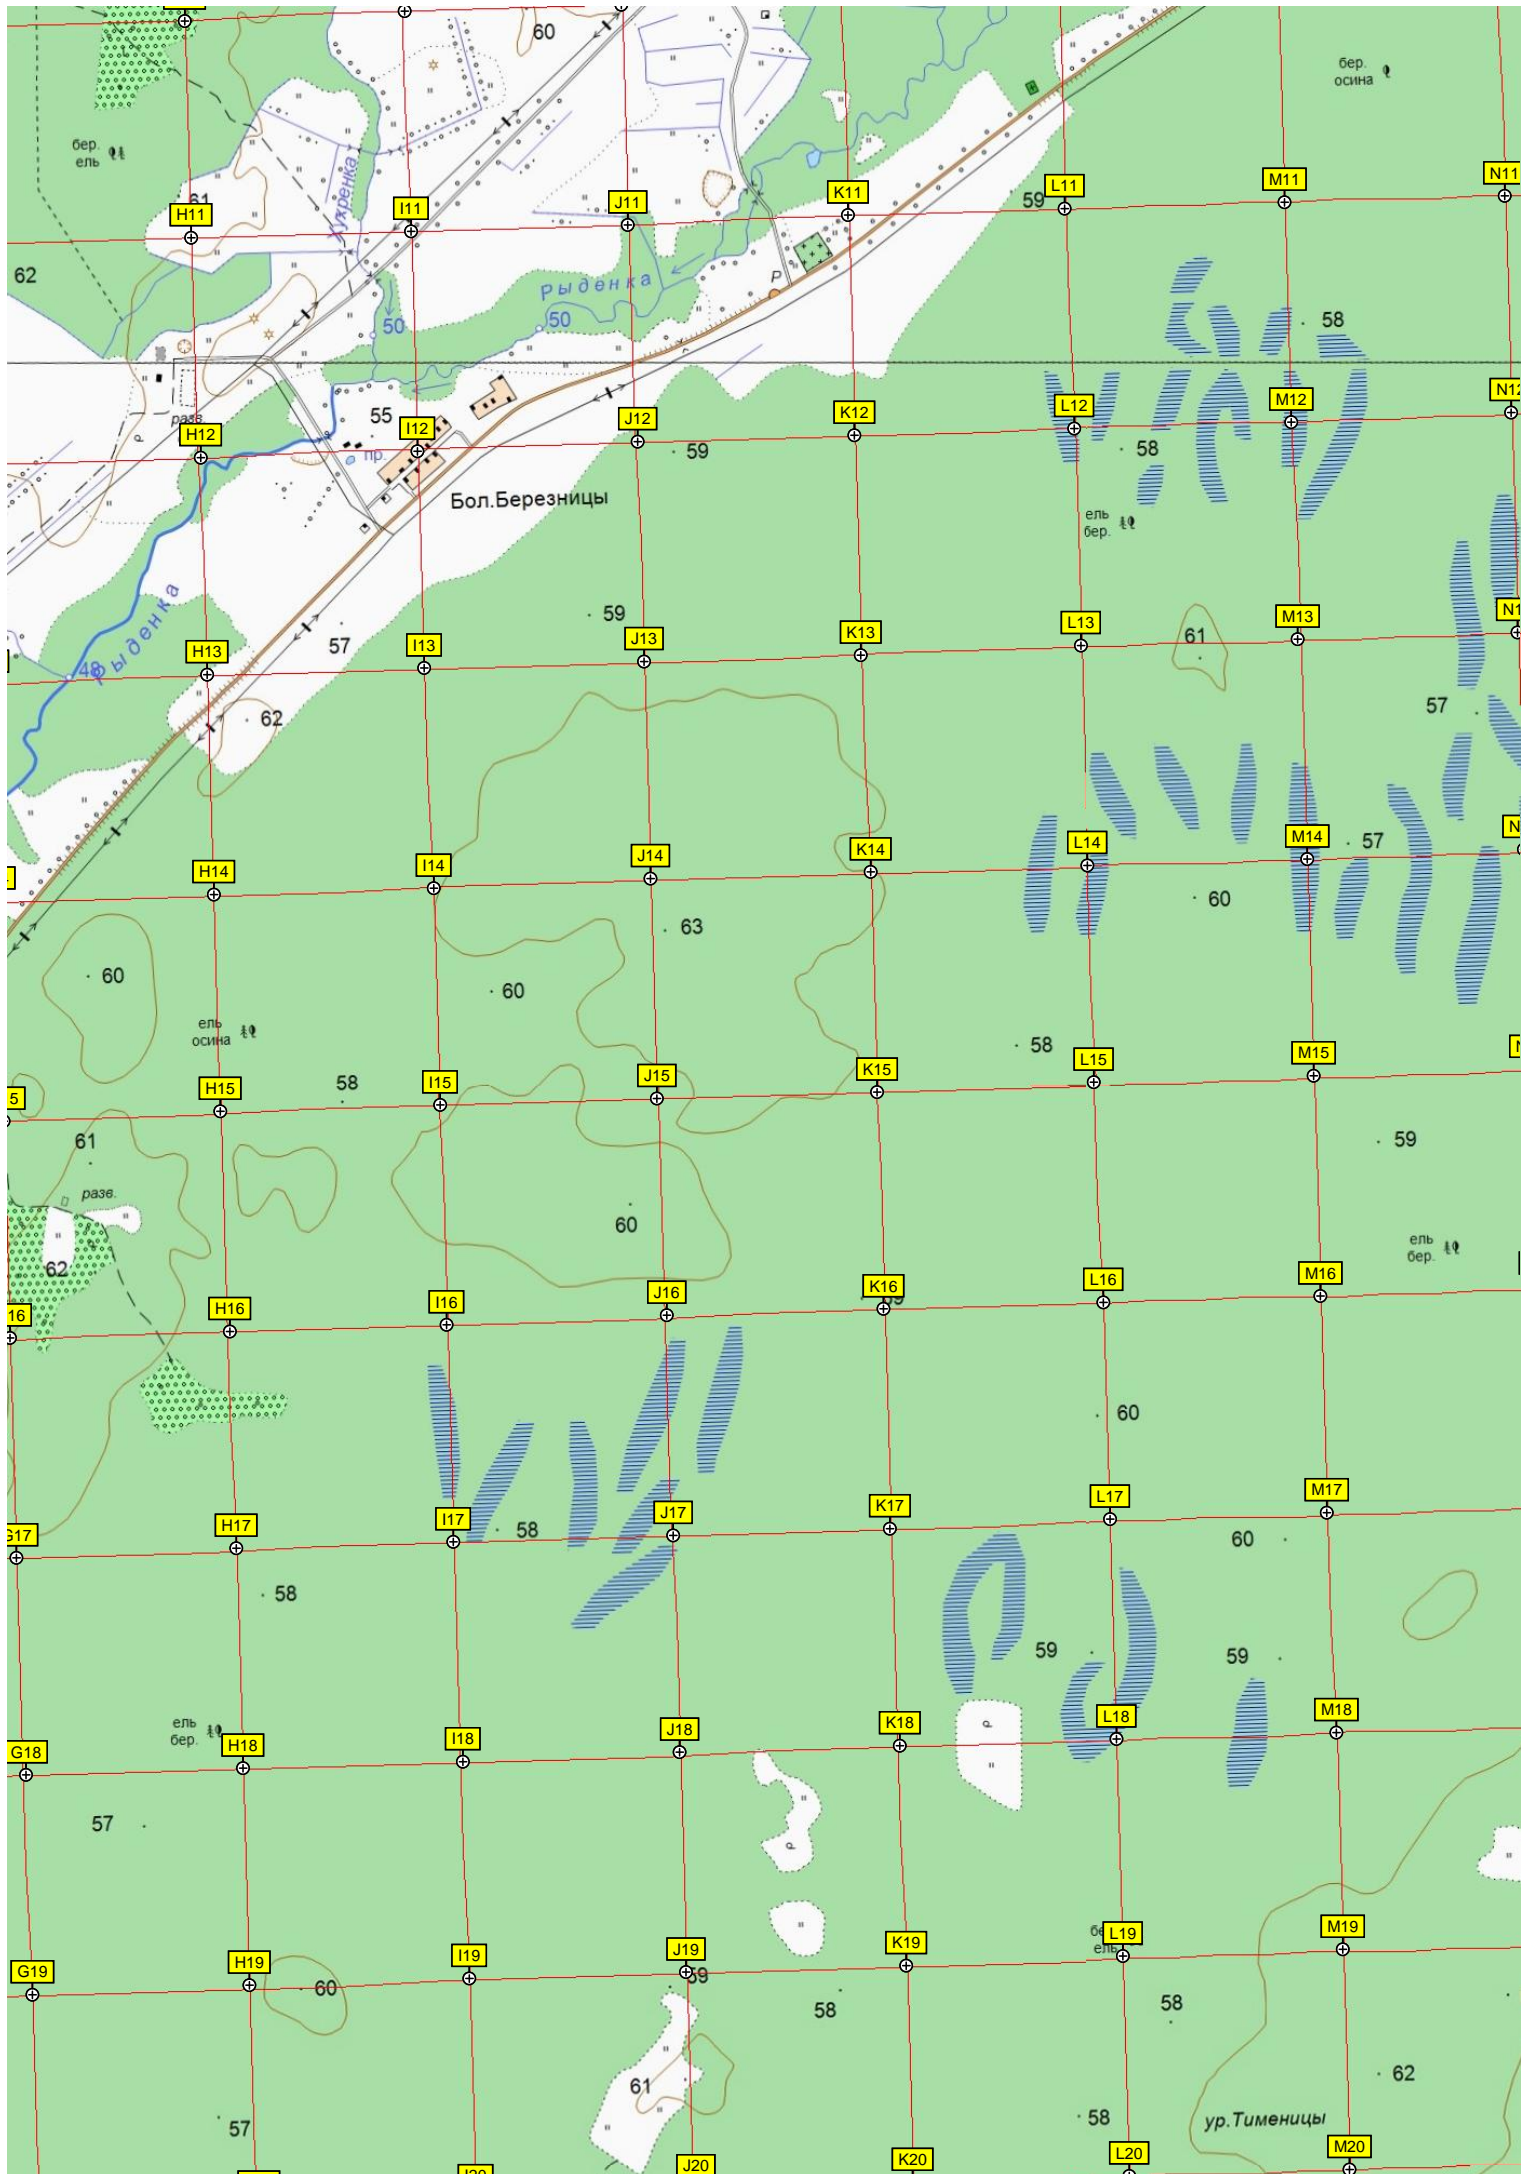 60
бер.
осина
бер.
ель
Жухренка
61
H11
I11
J11
K11
59
L11
M11
N11
62
Рыденка
Р
50
50
58
разв.
55
H12
I12
J12
K12
L12
M12
N12
пр.
59
58
Бол.Березницы
ель
бер.
Рыденка
48
57
59
H13
I13
J13
K13
L13
61
M13
62
57
H14
I14
J14
K14
L14
M14
57
60
63
60
60
ель
осина
58
58
H15
I15
J15
K15
L15
M15
61
59
разв.
60
62
ель
бер.
H16
I16
J16
K16
59
L16
M16
60
G17
H17
I17
58
J17
K17
L17
M17
60
58
59
59
ель
бер.
G18
H18
I18
J18
K18
L18
M18
57
G19
H19
60
I19
J19
59
K19
ель
L19
M19
58
58
61
62
57
58
ур.Тименицы
J20
K20
L20
M20